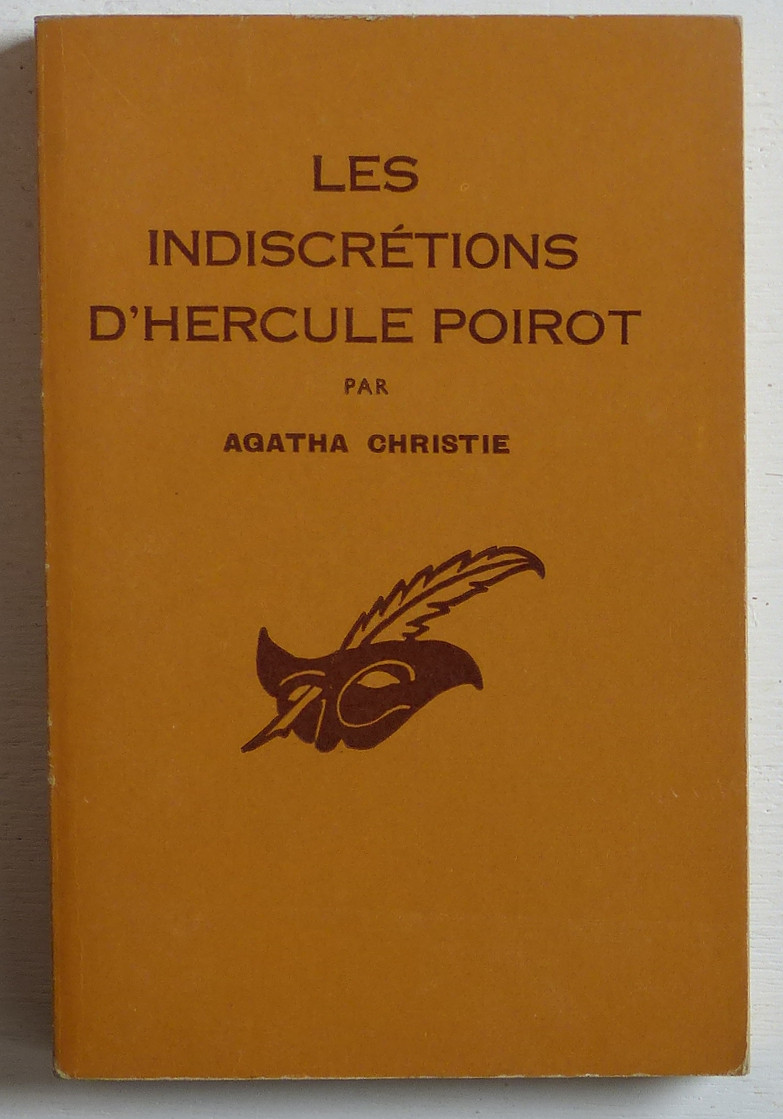 LES
INDISCRÉTIONS
D'HERCULE POIROT
PAR
AGATHA CHRISTIE